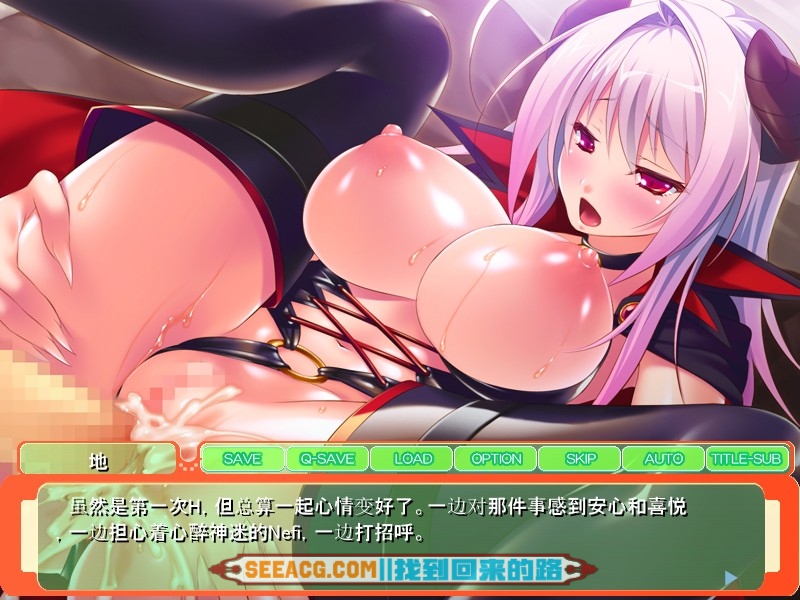 地
SAVE Q-SAVE LOAD OPTION SKIP AUTO TITLE-SUB
虽然是第一次H, 但总算一起心情变好了。一边对那件事感到安心和喜悦
, 一边担心着心醉神迷的Nefi, 一边打招呼。
SEEACG.COM||找到回来的路